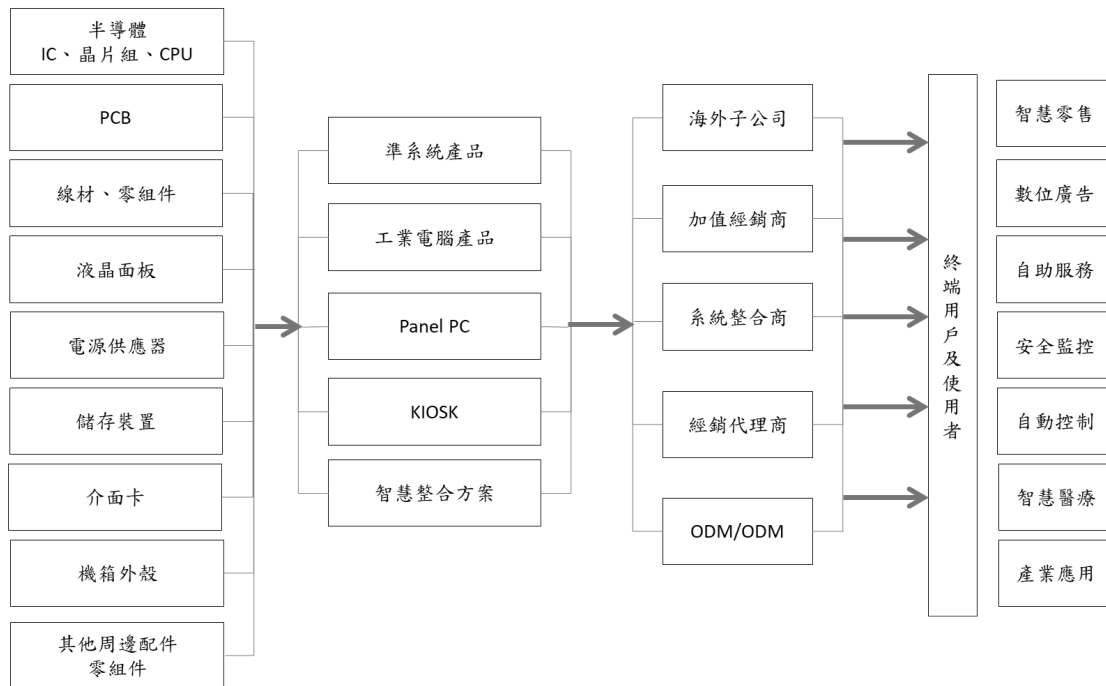 半導體
IC、晶片組、CPU
PCB
線材、零組件
液晶面板
電源供應器
儲存裝置
介面卡
機箱外殼
其他周邊配件
零組件
準系統產品
工業電腦產品
Panel PC
KIOSK
智慧整合方案
海外子公司
加值經銷商
系統整合商
經銷代理商
ODM/ODM
終端用戶及使用者
智慧零售
數位廣告
自助服務
安全監控
自動控制
智慧醫療
產業應用